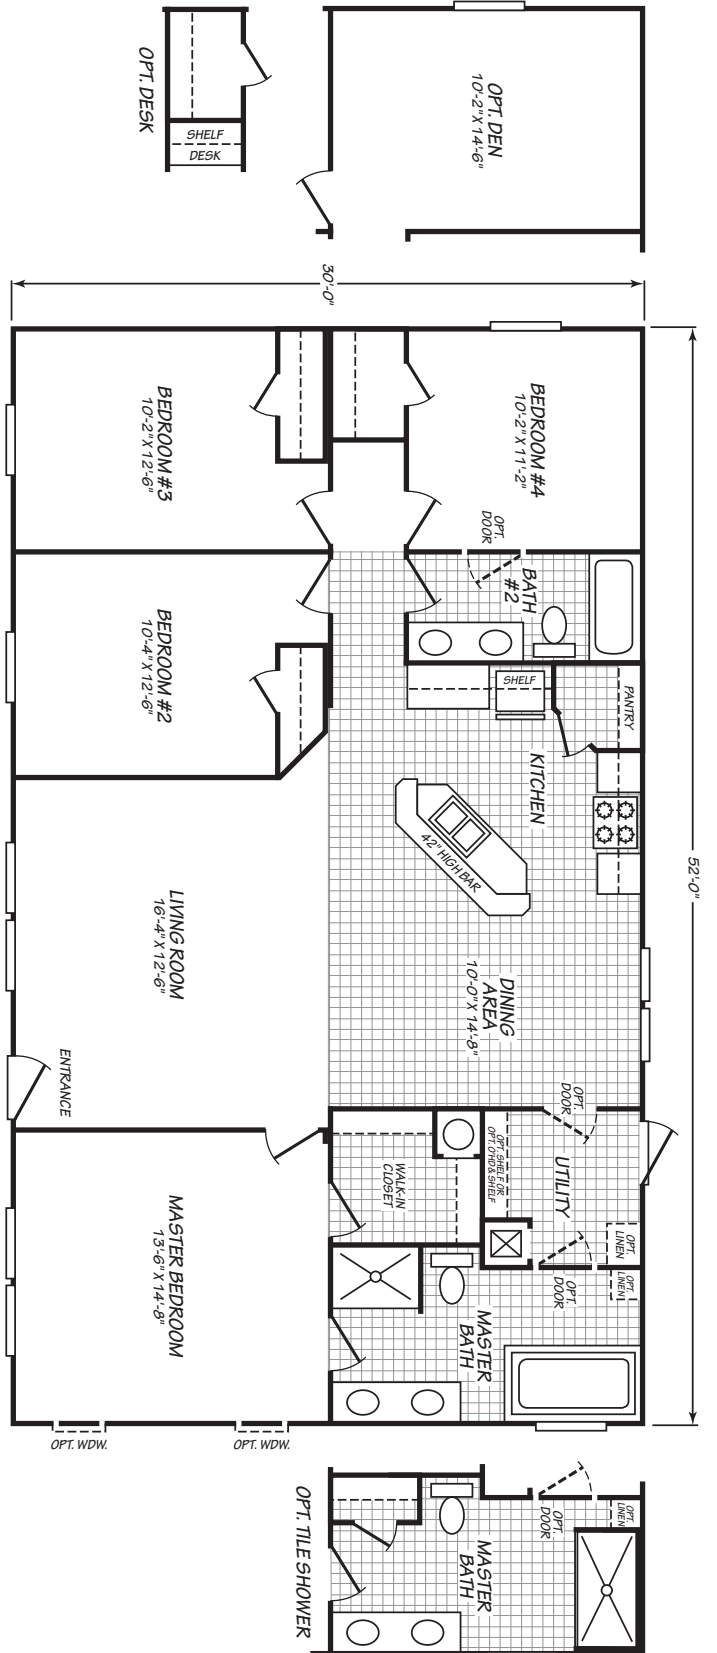 OPT. DESK
SHELF
DESK
OPT. DEN
10'-2" X 14'-6"
30'-0"
52'-0"
BEDROOM #3
10'-2" X 12'-6"
BEDROOM #4
10'-2" X 11'-2"
OPT.
DOOR
BATH
#2
BEDROOM #2
10'-4" X 12'-6"
SHELF
PANTRY
KITCHEN
42" HIGH BAR
LIVING ROOM
16'-4" X 12'-6"
DINING
AREA
10'-0" X 14'-8"
ENTRANCE
OPT.
DOOR
OPT. SHELF OR
OPT. O'HD & SHELF
UTILITY
WALK-IN
CLOSET
OPT.
LINEN
OPT.
LINEN
OPT.
DOOR
MASTER BEDROOM
13'-6" X 14'-8"
MASTER
BATH
OPT. WDW.
OPT. WDW.
OPT. TILE SHOWER
MASTER
BATH
OPT.
DOOR
OPT.
LINEN